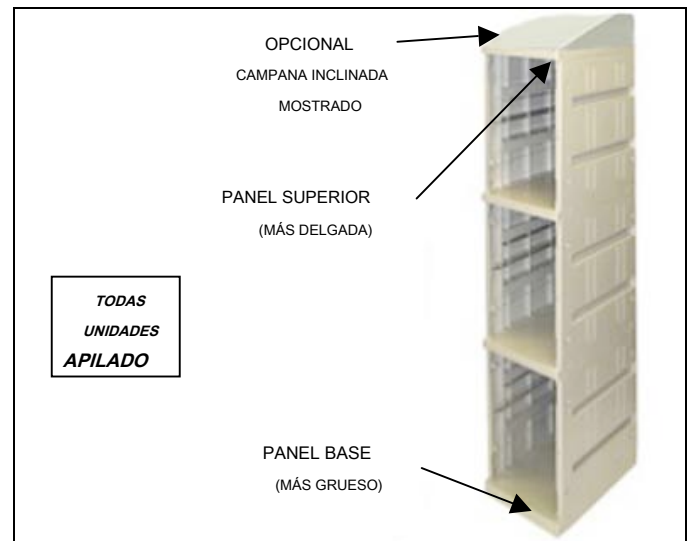 OPCIONAL
CAMPANA INCLINADA
MOSTRADO
PANEL SUPERIOR
(MÁS DELGADA)
TODAS
UNIDADES
APILADO
PANEL BASE
(MÁS GRUESO)